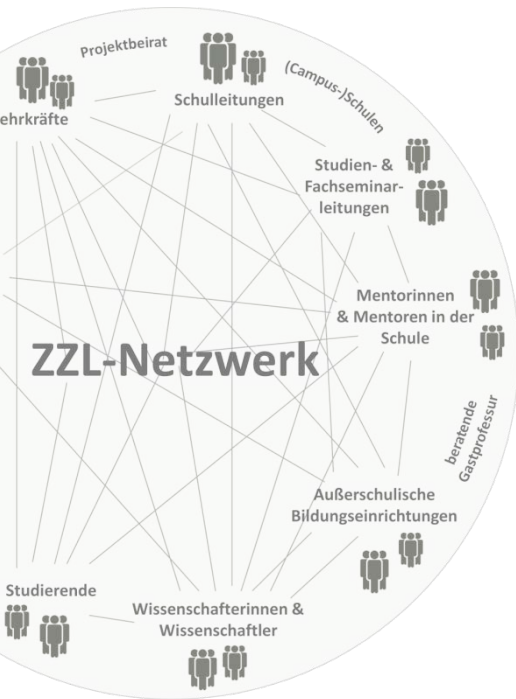 Projektbeirat
Schulleitungen
(Campus-)Schulen
ehrkräfte
Studien- &
Fachseminar-
leitungen
Mentorinnen
& Mentoren in der
Schule
ZZL-Netzwerk
beratende
Gastprofessur
Außerschulische
Bildungseinrichtungen
Studierende
Wissenschafterinnen &
Wissenschaftler